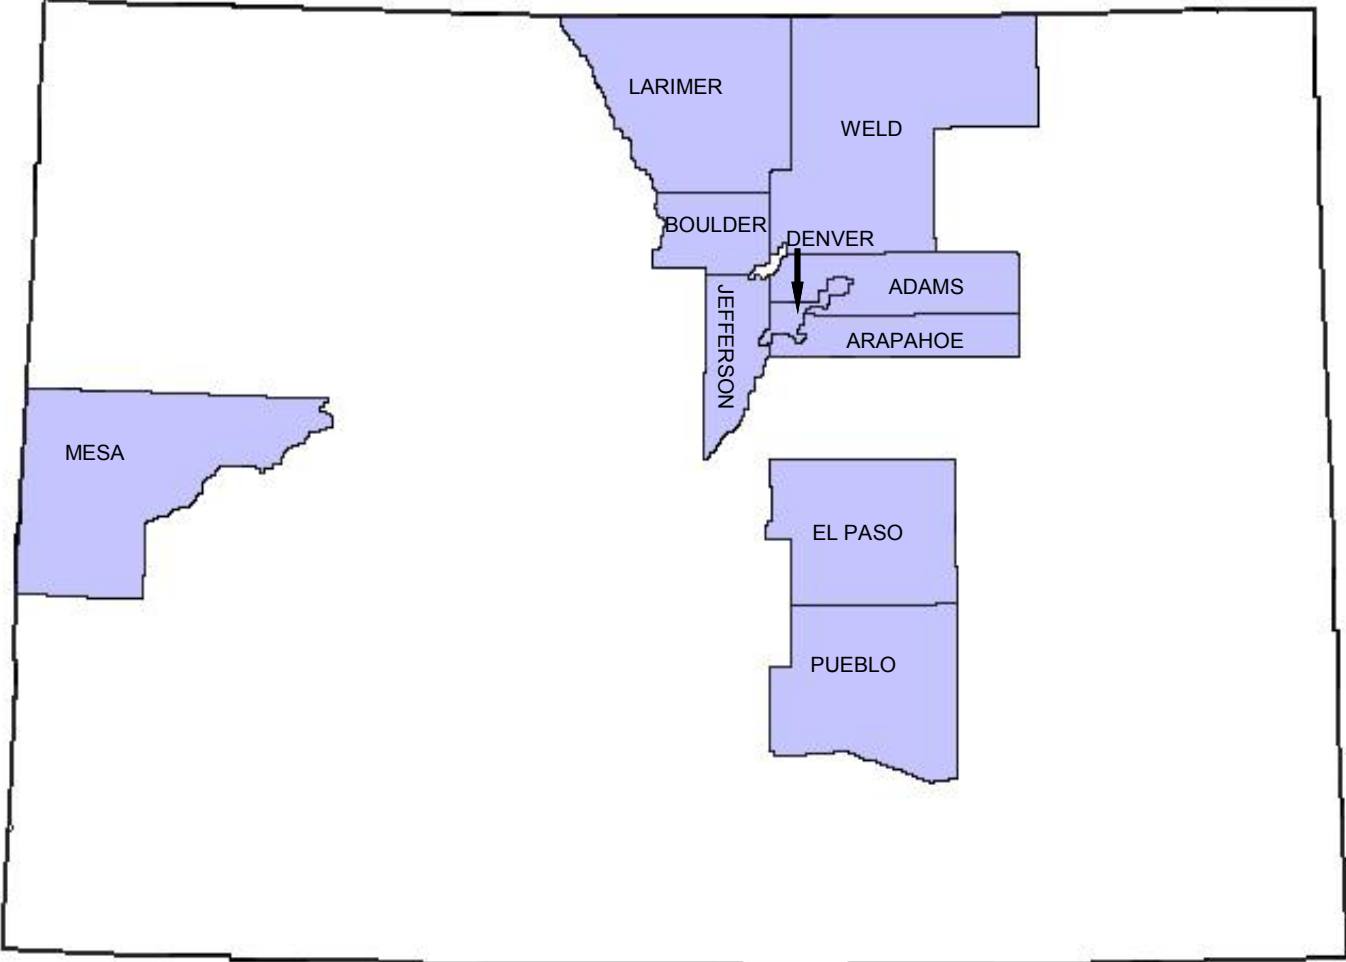 LARIMER
WELD
BOULDER
DENVER
ADAMS
JEFFERSON
ARAPAHOE
MESA
EL PASO
PUEBLO